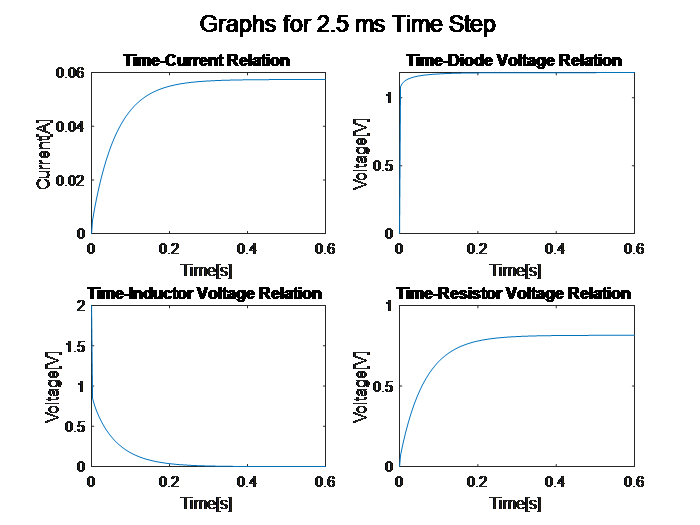 Graphs for 2.5 ms Time Step
Time-Current Relation
Current[A]
0.06
0.04
0.02
0
0 0.2 0.4 0.6
Time[s]
Time-Diode Voltage Relation
Voltage[V]
1
0.5
0
0 0.2 0.4 0.6
Time[s]
Time-Inductor Voltage Relation
Voltage[V]
2
1.5
1
0.5
0
0 0.2 0.4 0.6
Time[s]
Time-Resistor Voltage Relation
Voltage[V]
1
0.5
0
0 0.2 0.4 0.6
Time[s]